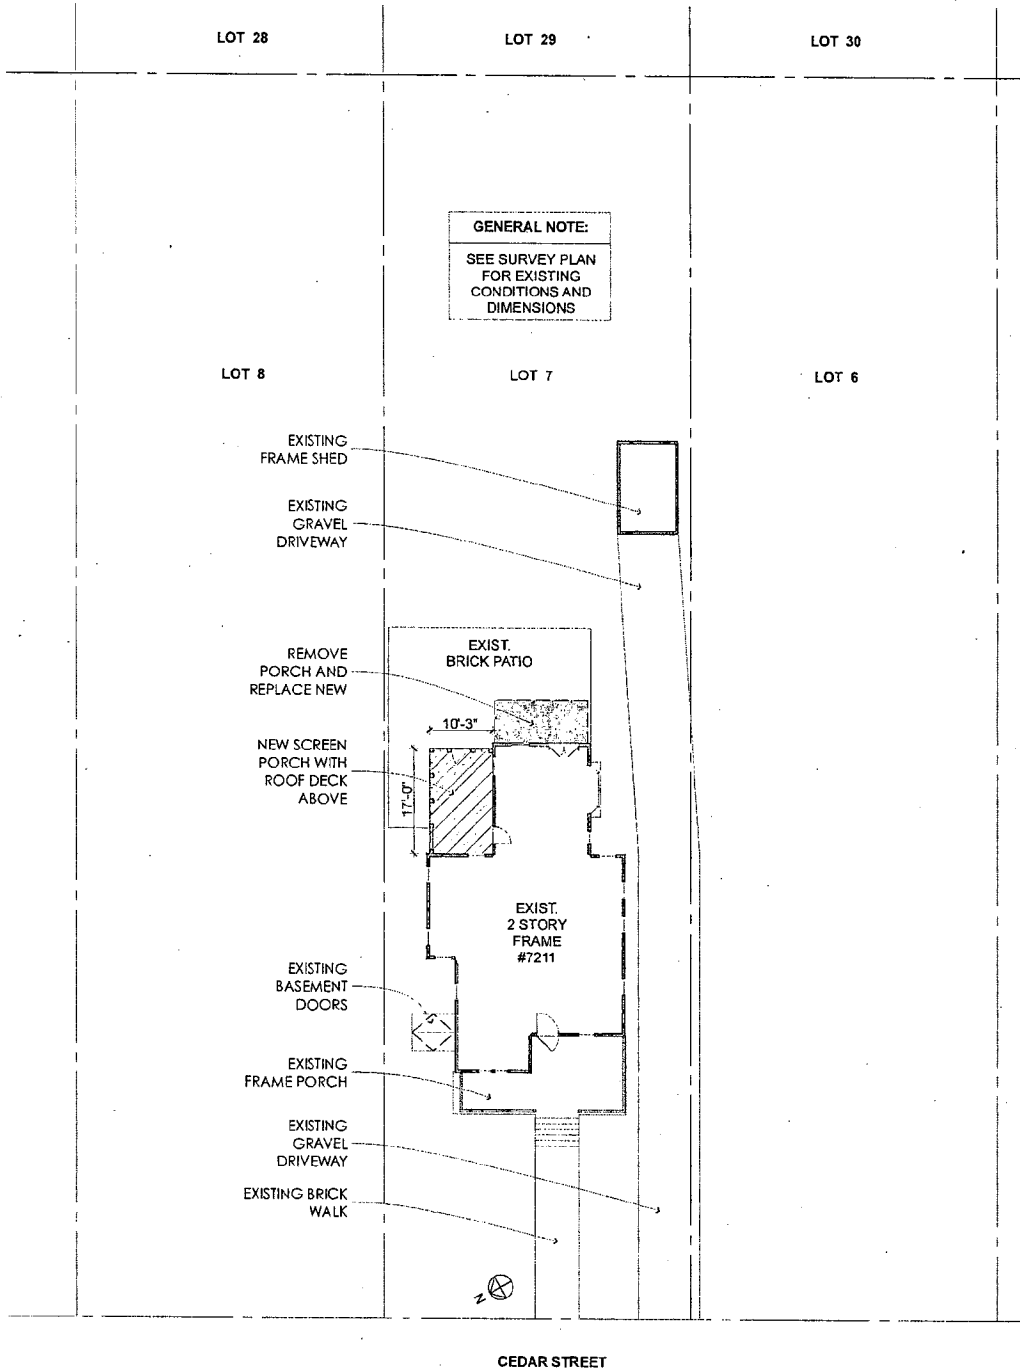 LOT 28
LOT 29
LOT 30
GENERAL NOTE:
SEE SURVEY PLAN
FOR EXISTING
CONDITIONS AND
DIMENSIONS
LOT 8
LOT 7
LOT 6
EXISTING
FRAME SHED
EXISTING
GRAVEL
DRIVEWAY
EXIST.
BRICK PATIO
REMOVE
PORCH AND
REPLACE NEW
10'-3"
NEW SCREEN
PORCH WITH
ROOF DECK
ABOVE
17'-0"
EXIST.
2 STORY
FRAME
#7211
EXISTING
BASEMENT
DOORS
EXISTING
FRAME PORCH
EXISTING
GRAVEL
DRIVEWAY
EXISTING BRICK
WALK
N
CEDAR STREET